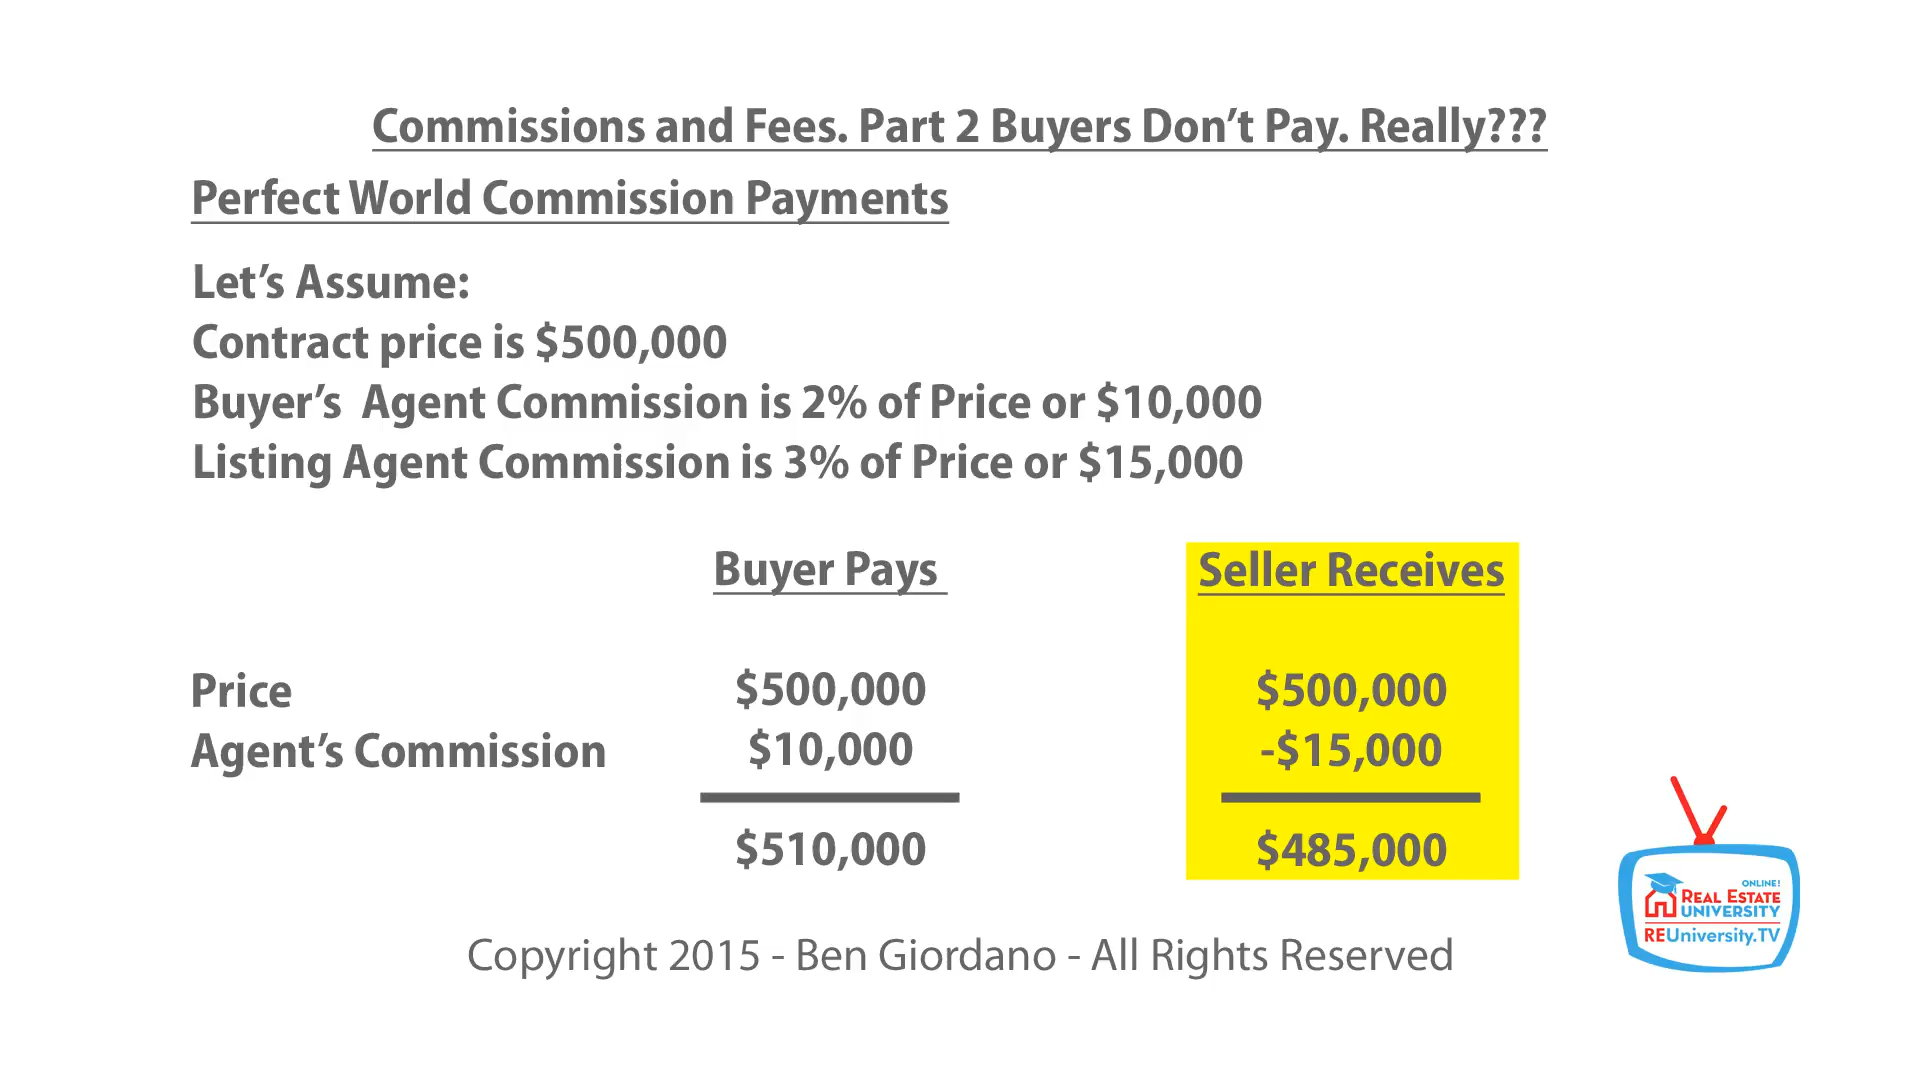 Commissions and Fees. Part 2 Buyers Don’t Pay. Really???
Perfect World Commission Payments
Let’s Assume:
Contract price is $500,000
Buyer’s  Agent Commission is 2% of Price or $10,000
Listing Agent Commission is 3% of Price or $15,000
Buyer Pays
Seller Receives
Price $500,000 $500,000
Agent’s Commission $10,000 -$15,000
$510,000 $485,000
ONLINE!
REAL ESTATE
UNIVERSITY
REUniversity.TV
Copyright 2015 - Ben Giordano - All Rights Reserved